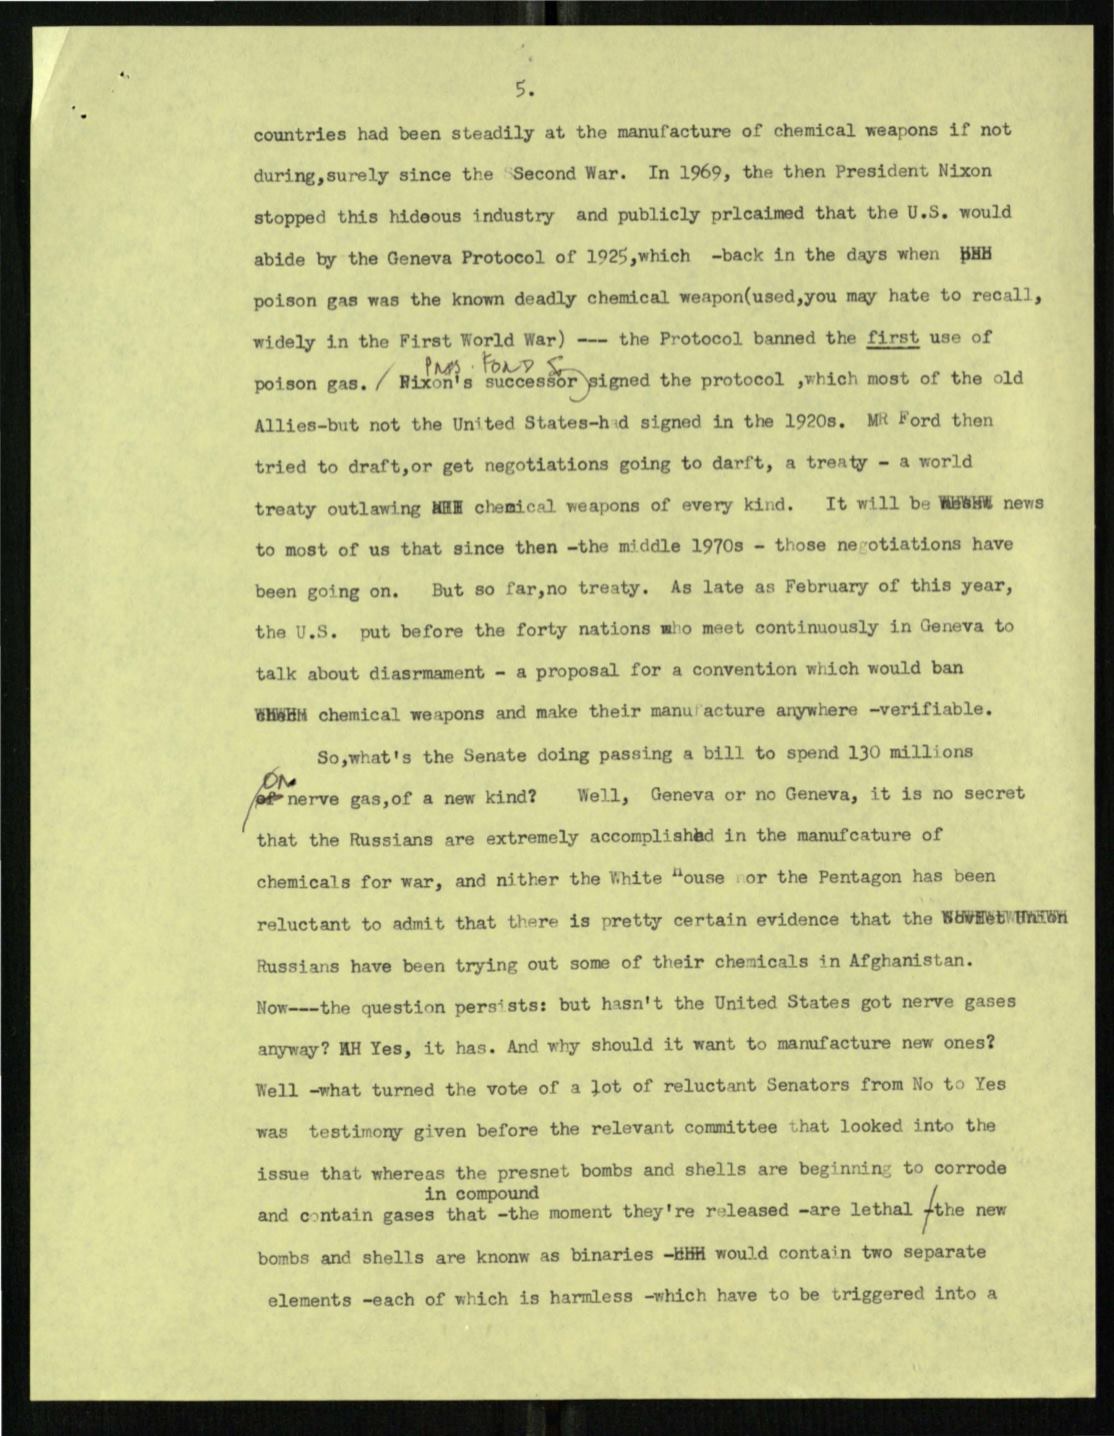 5.
countries had been steadily at the manufacture of chemical weapons if not
during,surely since the Second War. In 1969, the then President Nixon
stopped this hideous industry and publicly prlcaimed that the U.S. would
abide by the Geneva Protocol of 1925,which -back in the days when
poison gas was the known deadly chemical weapon(used,you may hate to recall,
widely in the First World War) --- the Protocol banned the first use of
Pres. Ford S
poison gas. / Nixon's successor) signed the protocol ,which most of the old
Allies-but not the United States-had signed in the 1920s. MR Ford then
tried to draft,or get negotiations going to darft, a treaty - a world
treaty outlawing chemical weapons of every kind. It will be news
to most of us that since then -the middle 1970s - those negotiations have
been going on. But so far,no treaty. As late as February of this year,
the U.S. put before the forty nations who meet continuously in Geneva to
talk about diasrmament - a proposal for a convention which would ban
chemical weapons and make their manufacture anywhere -verifiable.
So,what's the Senate doing passing a bill to spend 130 millions
ON
of nerve gas,of a new kind? Well, Geneva or no Geneva, it is no secret
that the Russians are extremely accomplishhd in the manufcature of
chemicals for war, and nither the White House nor the Pentagon has been
reluctant to admit that there is pretty certain evidence that the Soviet Union
Russians have been trying out some of their chemicals in Afghanistan.
Now---the question persists: but hasn't the United States got nerve gases
anyway? Yes, it has. And why should it want to manufacture new ones?
Well -what turned the vote of a lot of reluctant Senators from No to Yes
was testimony given before the relevant committee that looked into the
issue that whereas the presnet bombs and shells are beginning to corrode
in compound
and contain gases that -the moment they're released -are lethal /-the new
bombs and shells are knonw as binaries - would contain two separate
elements -each of which is harmless -which have to be triggered into a